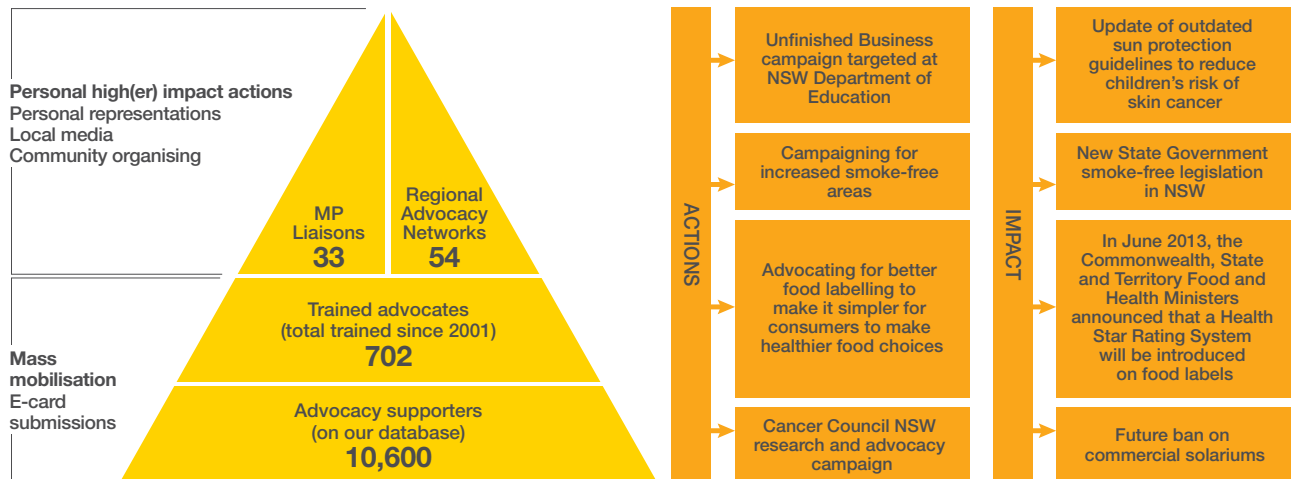 Personal high(er) impact actions
Personal representations
Local media
Community organising
Mass
mobilisation
E-card
submissions
MP
Liaisons
33
Regional
Advocacy
Networks
54
Trained advocates
(total trained since 2001)
702
Advocacy supporters
(on our database)
10,600
ACTIONS
Unfinished Business
campaign targeted at
NSW Department of
Education
Campaigning for
increased smoke-free
areas
Advocating for better
food labelling to
make it simpler for
consumers to make
healthier food choices
Cancer Council NSW
research and advocacy
campaign
IMPACT
Update of outdated
sun protection
guidelines to reduce
children's risk of
skin cancer
New State Government
smoke-free legislation
in NSW
In June 2013, the
Commonwealth, State
and Territory Food and
Health Ministers
announced that a Health
Star Rating System
will be introduced
on food labels
Future ban on
commercial solariums